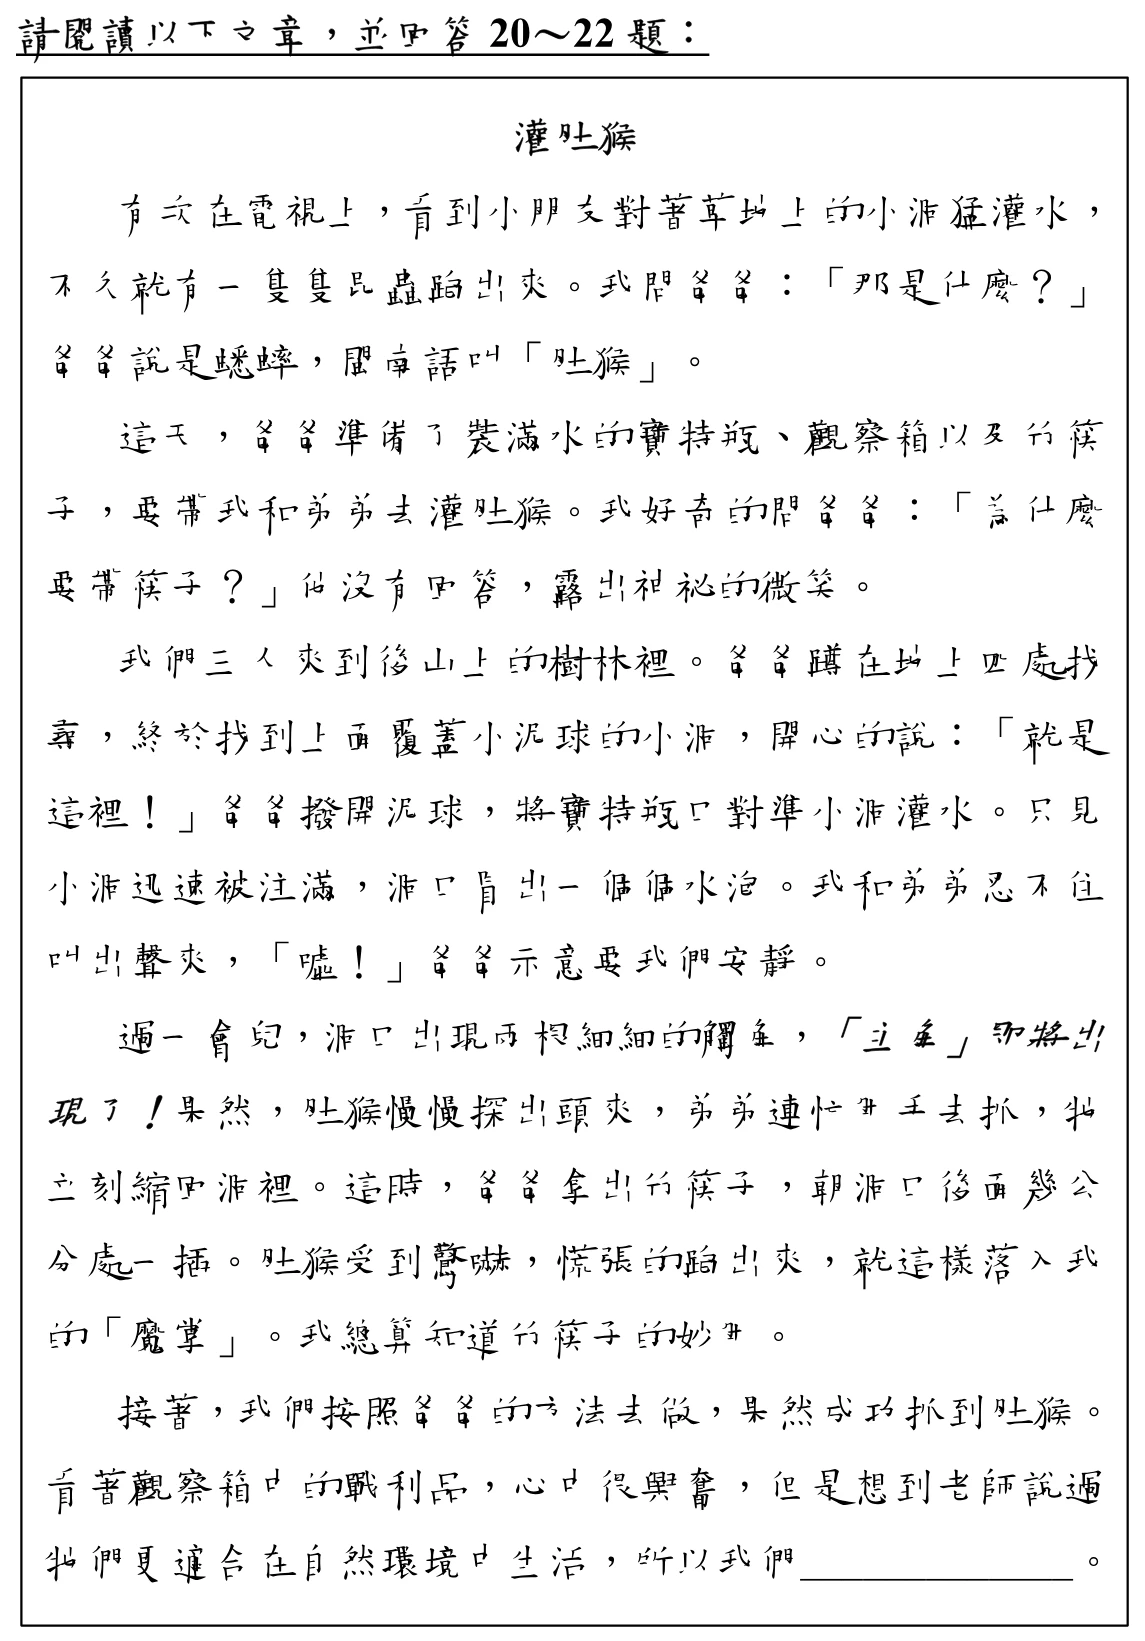 請閱讀以下文章，並回答 20～22 題：
灌肚猴
有次在電視上，看到小朋友對著草地上的小洞猛灌水，
不久就有一隻隻昆蟲跑出來。我問爸爸：「那是什麼？」
爸爸說是蟋蟀，閩南語叫「肚猴」。
這天，爸爸準備了裝滿水的寶特瓶、觀察箱以及竹筷
子，要帶我和弟弟去灌肚猴。我好奇的問爸爸：「為什麼
要帶筷子？」他沒有回答，露出神祕的微笑。
我們三人來到後山上的樹林裡。爸爸蹲在地上四處找
尋，終於找到上面覆蓋小泥球的小洞，開心的說：「就是
這裡！」爸爸撥開泥球，將寶特瓶口對準小洞灌水。只見
小洞迅速被注滿，洞口冒出一個個水泡。我和弟弟忍不住
叫出聲來，「噓！」爸爸示意要我們安靜。
過一會兒，洞口出現兩根細細的觸角，「主角」即將出
現了！果然，肚猴慢慢探出頭來，弟弟連忙用手去抓，牠
立刻縮回洞裡。這時，爸爸拿出竹筷子，朝洞口後面幾公
分處一插。肚猴受到驚嚇，慌張的跑出來，就這樣落入我
的「魔掌」。我總算知道竹筷子的妙用。
接著，我們按照爸爸的方法去做，果然成功抓到肚猴。
看著觀察箱中的戰利品，心中很興奮，但是想到老師說過
牠們更適合在自然環境中生活，所以我們＿＿＿＿＿＿＿。